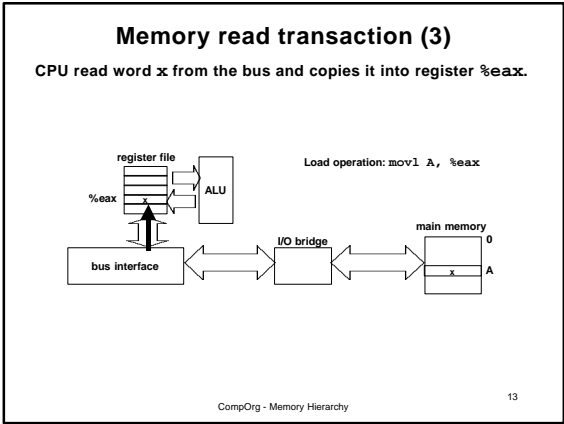 Memory read transaction (3)
CPU read word x from the bus and copies it into register %eax.
register file
Load operation: movl A, %eax
ALU
%eax
x
main memory
I/O bridge
0
bus interface
x
A
13
CompOrg - Memory Hierarchy